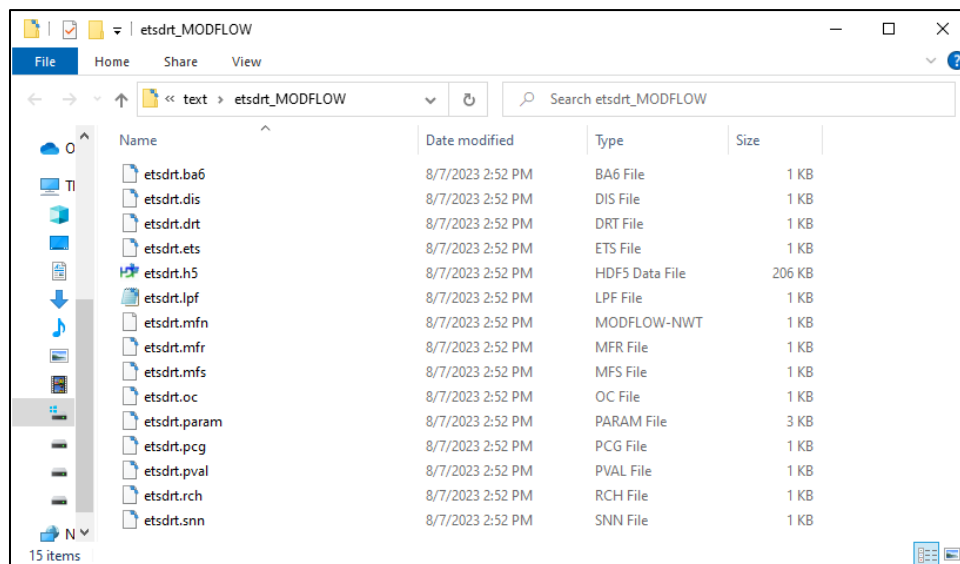 etsdrt_MODFLOW
File Home Share View
?
« text › etsdrt_MODFLOW Search etsdrt_MODFLOW
Name Date modified Type Size
etsdrt.ba6 8/7/2023 2:52 PM BA6 File 1 KB
etsdrt.dis 8/7/2023 2:52 PM DIS File 1 KB
etsdrt.drt 8/7/2023 2:52 PM DRT File 1 KB
etsdrt.ets 8/7/2023 2:52 PM ETS File 1 KB
etsdrt.h5 8/7/2023 2:52 PM HDF5 Data File 206 KB
etsdrt.lpf 8/7/2023 2:52 PM LPF File 1 KB
etsdrt.mfn 8/7/2023 2:52 PM MODFLOW-NWT 1 KB
etsdrt.mfr 8/7/2023 2:52 PM MFR File 1 KB
etsdrt.mfs 8/7/2023 2:52 PM MFS File 1 KB
etsdrt.oc 8/7/2023 2:52 PM OC File 1 KB
etsdrt.param 8/7/2023 2:52 PM PARAM File 3 KB
etsdrt.pcg 8/7/2023 2:52 PM PCG File 1 KB
etsdrt.pval 8/7/2023 2:52 PM PVAL File 1 KB
etsdrt.rch 8/7/2023 2:52 PM RCH File 1 KB
etsdrt.snn 8/7/2023 2:52 PM SNN File 1 KB
15 items